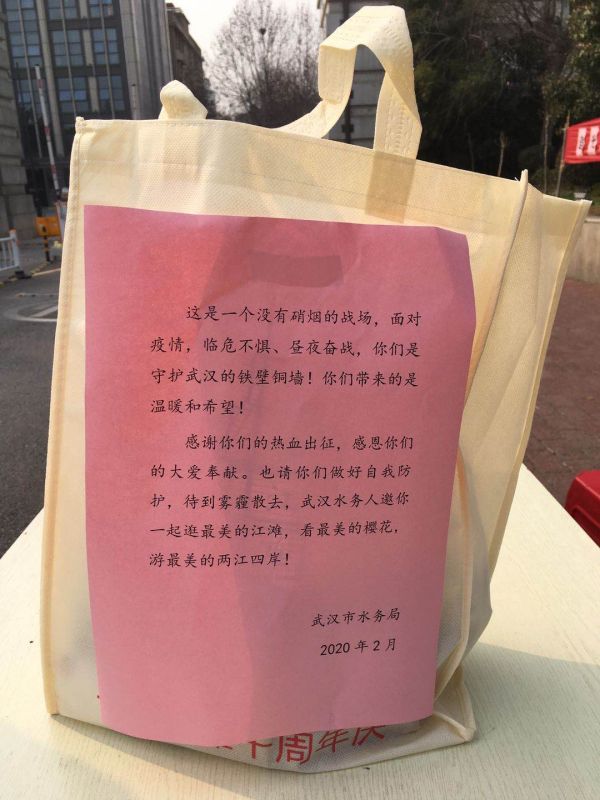 这是一个没有硝烟的战场，面对
疫情，临危不惧、昼夜奋战，你们是
守护武汉的铁壁铜墙！你们带来的是
温暖和希望！
感谢你们的热血出征，感恩你们
的大爱奉献。也请你们做好自我防
护，待到雾霾散去，武汉水务人邀你
一起逛最美的江滩，看最美的樱花，
游最美的两江四岸！
武汉市水务局
2020 年 2 月
十周年庆